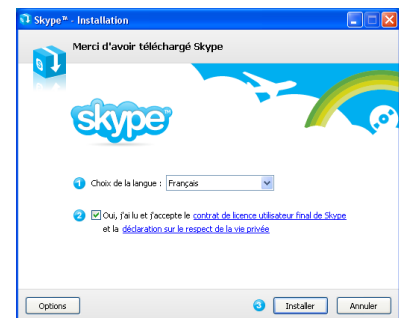 Skype™ - Installation
Merci d'avoir téléchargé Skype
skype
1 Choix de la langue : Français
2 Oui, j'ai lu et j'accepte le contrat de licence utilisateur final de Skype
et la déclaration sur le respect de la vie privée
Options 3 Installer Annuler